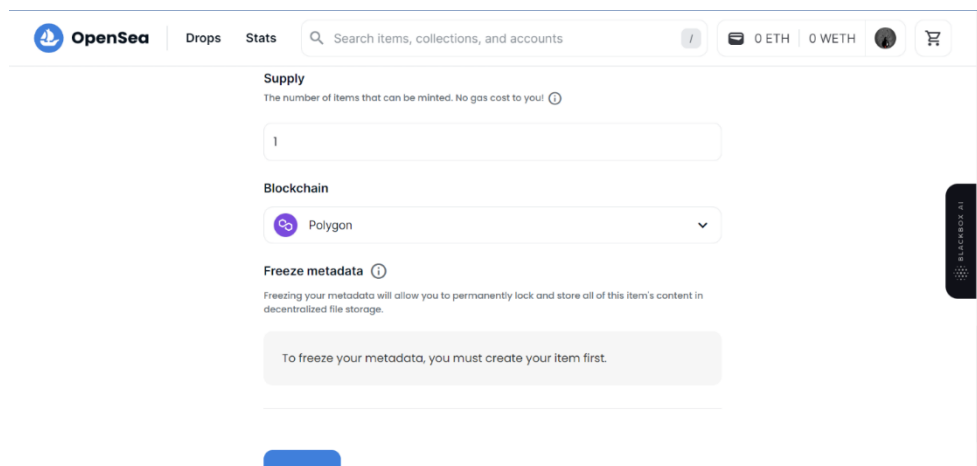 OpenSea
Drops
Stats
Search items, collections, and accounts
/
0 ETH
0 WETH
Supply
The number of items that can be minted. No gas cost to you!
1
Blockchain
Polygon
Freeze metadata
Freezing your metadata will allow you to permanently lock and store all of this item's content in
decentralized file storage.
To freeze your metadata, you must create your item first.
BLACKBOX AI